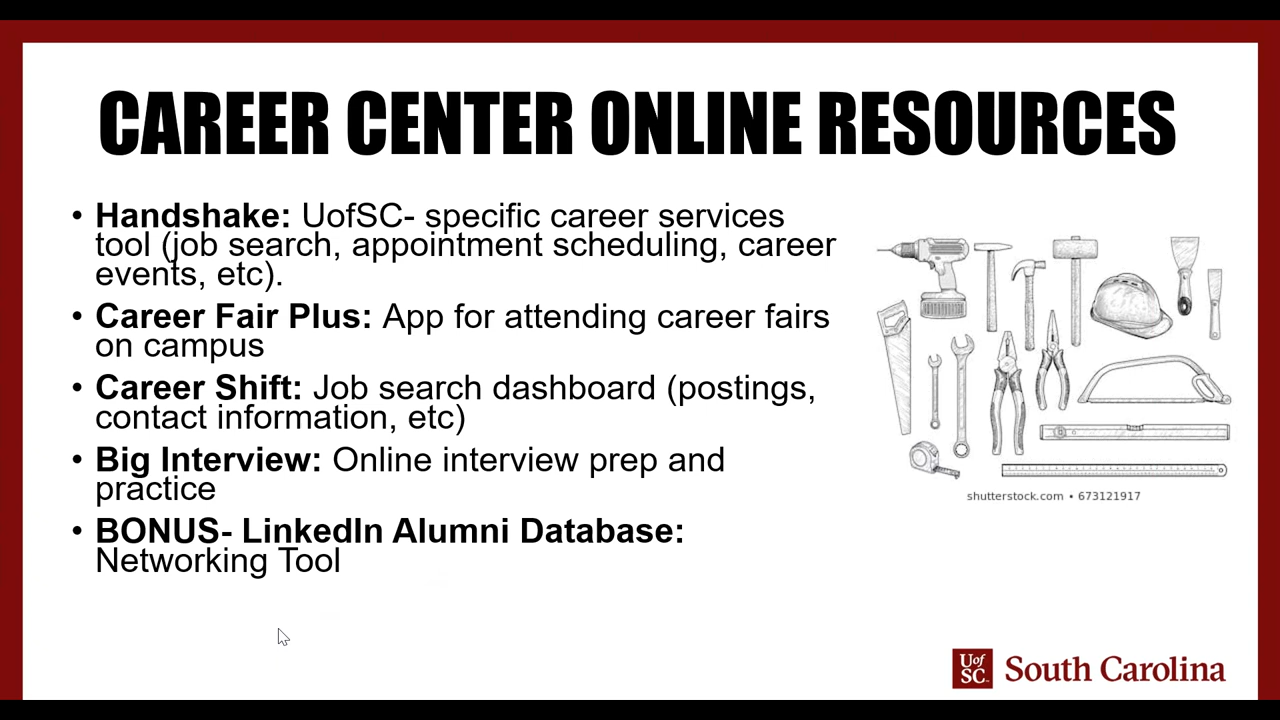 CAREER CENTER ONLINE RESOURCES
• Handshake: UofSC- specific career services
tool (job search, appointment scheduling, career
events, etc).
• Career Fair Plus: App for attending career fairs
on campus
• Career Shift: Job search dashboard (postings,
contact information, etc)
• Big Interview: Online interview prep and
practice
• BONUS- LinkedIn Alumni Database:
Networking Tool
shutterstock.com • 673121917
Uof
SC
South Carolina